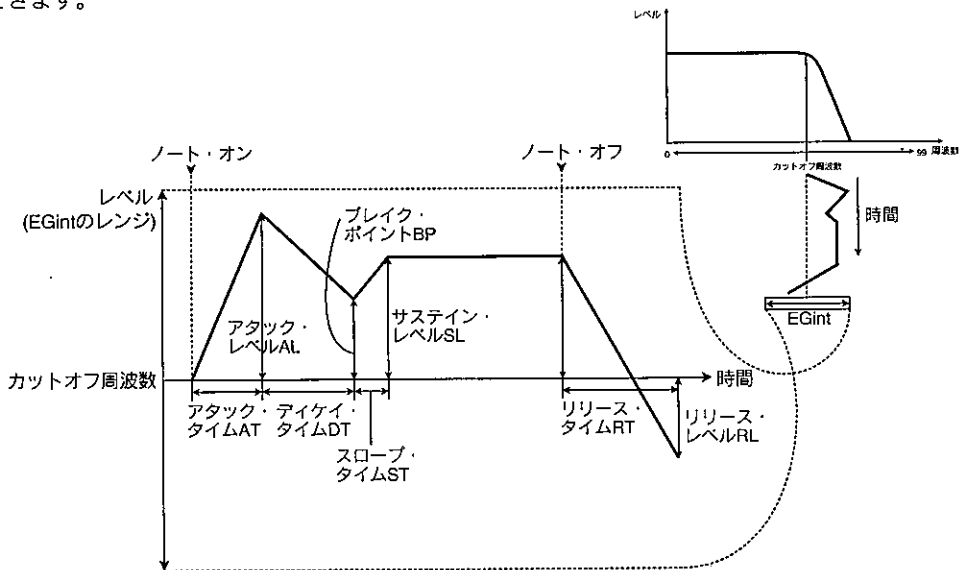 きます。
レベル
0
99 周波数
カットオフ周波数
ノート・オン
ノート・オフ
レベル
(EGintのレンジ)
ブレイク・
ポイントBP
時間
アタック・
レベルAL
サステイン・
レベルSL
EGint
カットオフ周波数
時間
アタック・
タイムAT
ディケイ・
タイムDT
スロープ・
タイムST
リリース・
タイムRT
リリース・
レベルRL